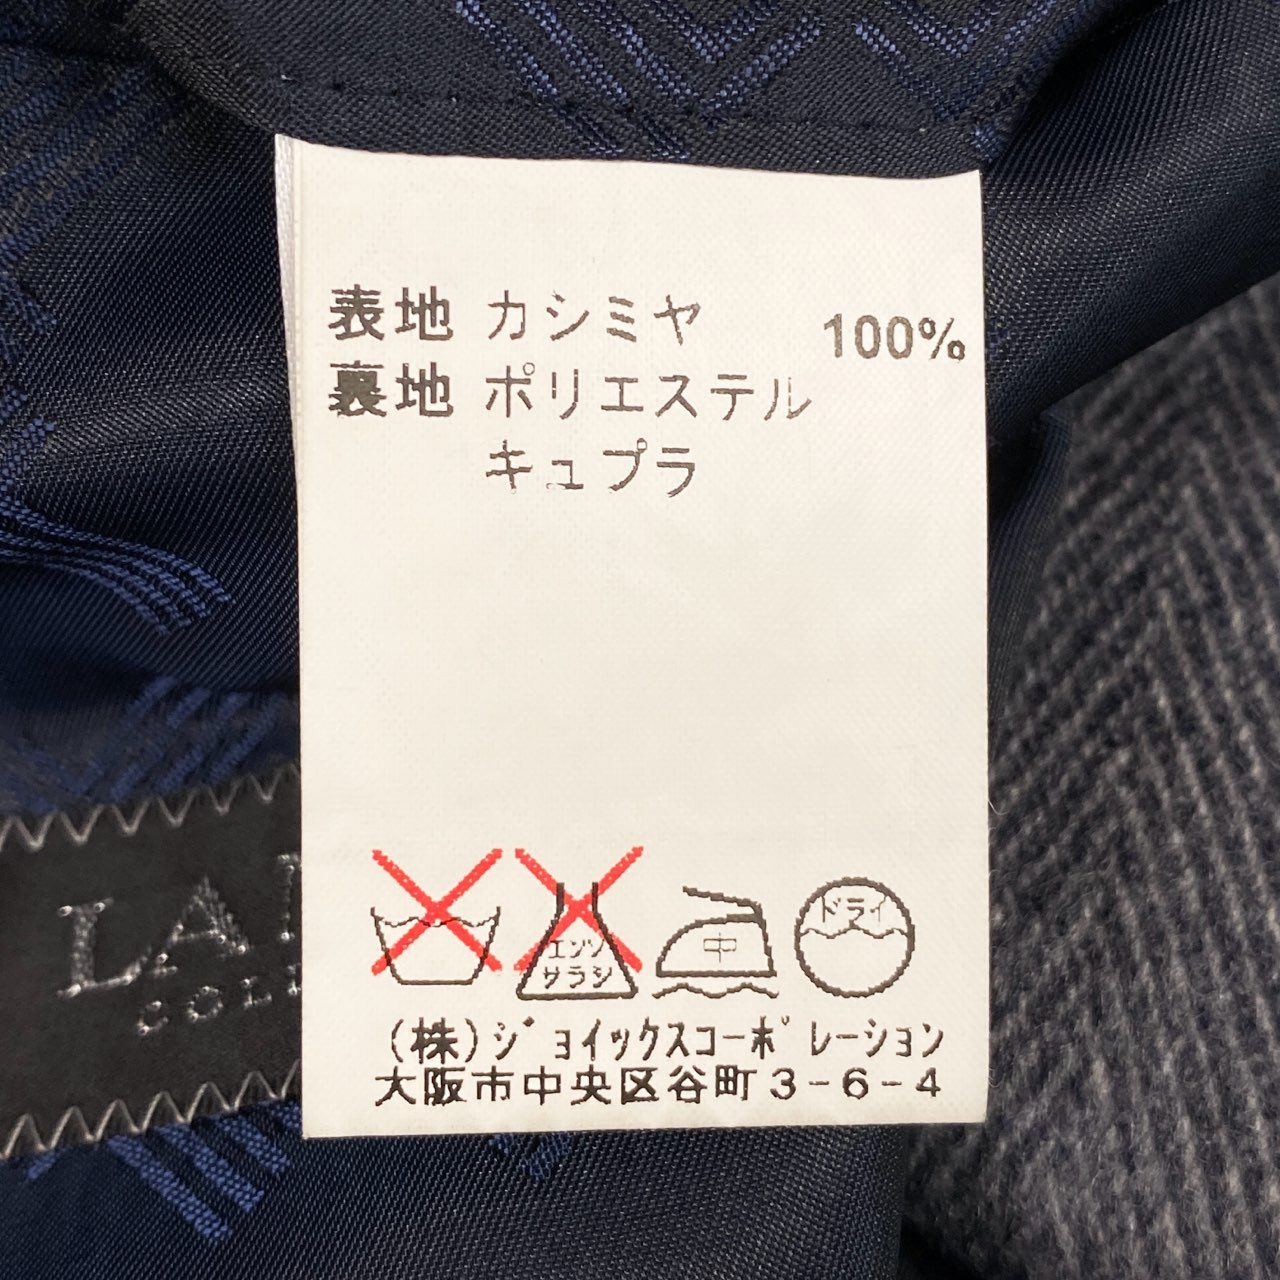 表地 カシミヤ 100%
裏地 ポリエステル
キュプラ
エンソ
サラシ
中
ドライ
(株)ジョイックスコーポレーション
大阪市中央区谷町3-6-4